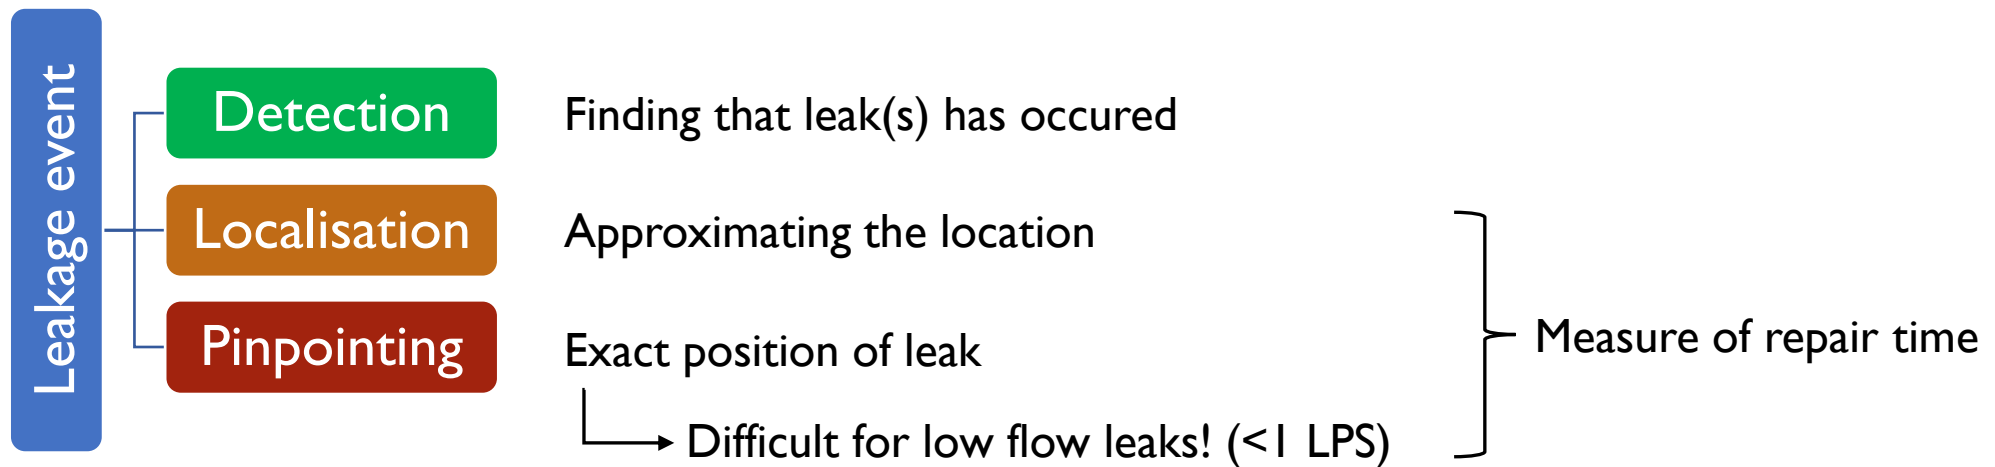 Leakage event
Detection
Finding that leak(s) has occured
Localisation
Approximating the location
Pinpointing
Exact position of leak
Difficult for low flow leaks! (<1 LPS)
Measure of repair time